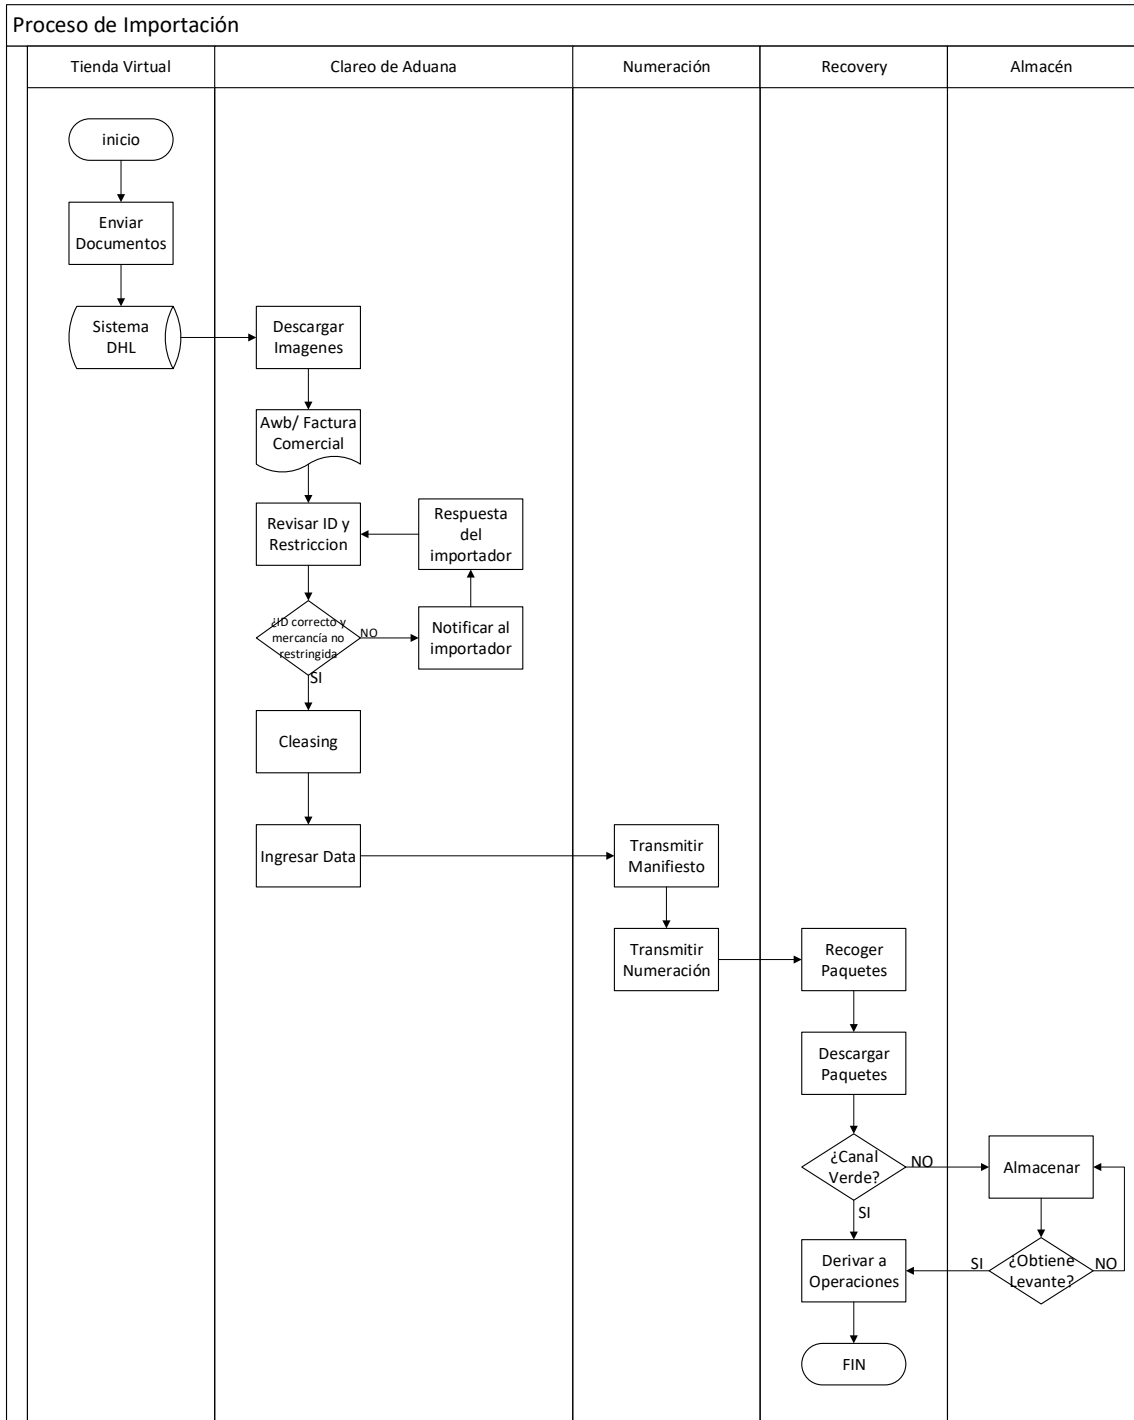 Proceso de Importación
Tienda Virtual
Clareo de Aduana
Numeración
Recovery
Almacén
inicio
Enviar
Documentos
Sistema
DHL
Descargar
Imagenes
Awb/ Factura
Comercial
Revisar ID y
Restriccion
Respuesta
del
importador
¿ID correcto y
mercancía no
restringida
NO
Notificar al
importador
SI
Cleasing
Ingresar Data
Transmitir
Manifiesto
Transmitir
Numeración
Recoger
Paquetes
Descargar
Paquetes
¿Canal
Verde?
NO
Almacenar
SI
Derivar a
Operaciones
SI
¿Obtiene
Levante?
NO
FIN